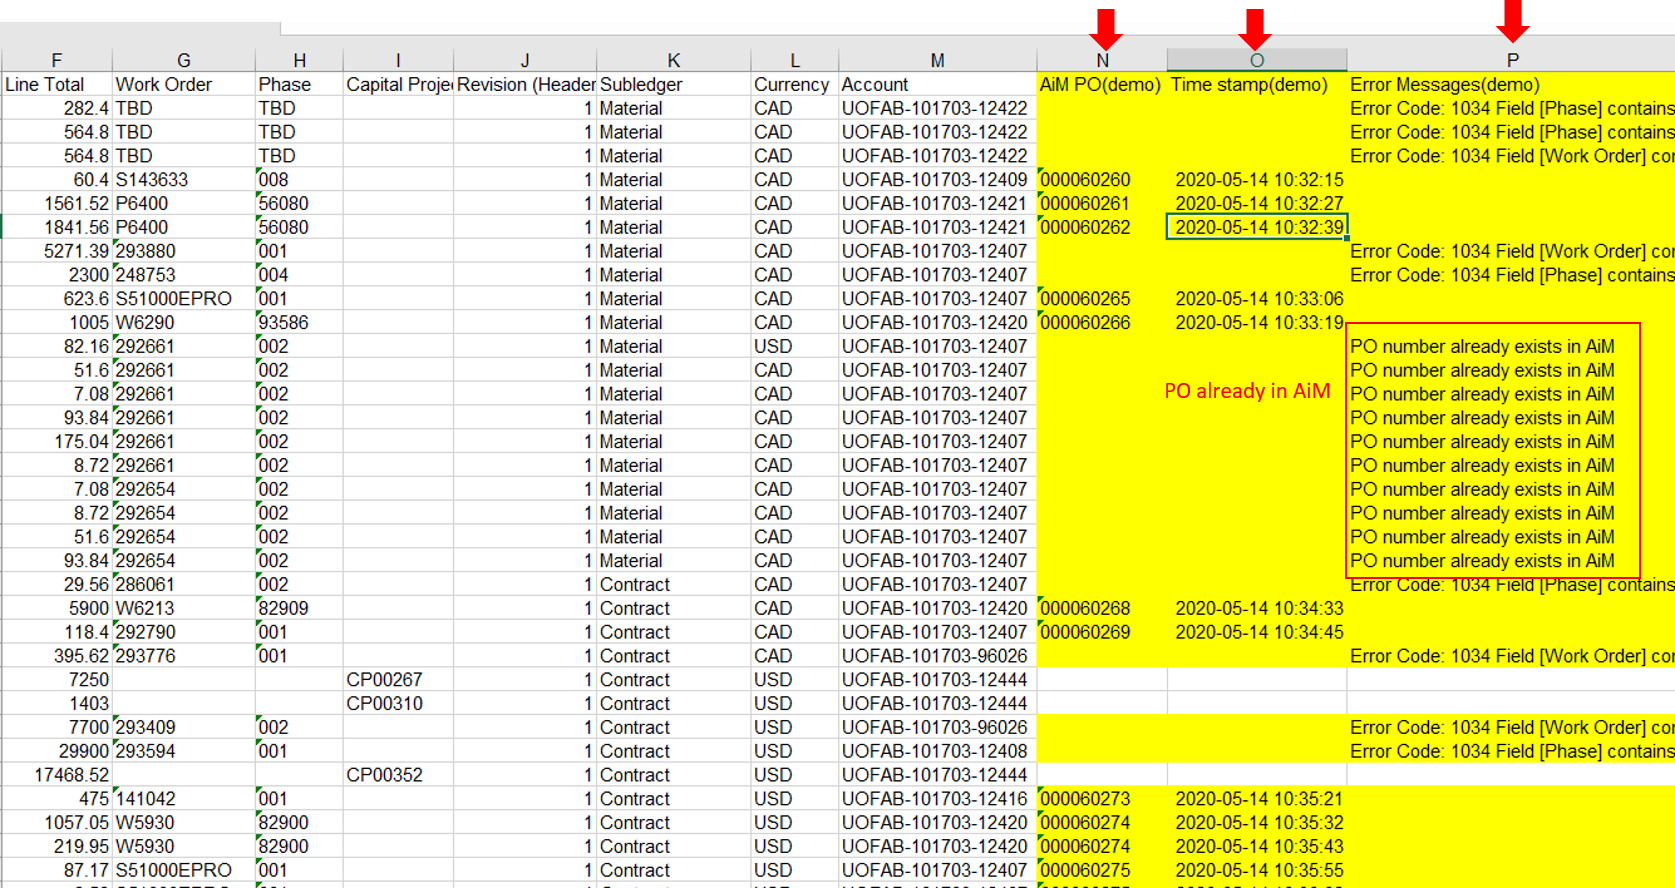 F G H I J K L M N O P
Line Total Work Order Phase Capital Proje Revision (Header Subledger Currency Account AiM PO(demo) Time stamp(demo) Error Messages(demo)
282.4 TBD TBD 1 Material CAD UOFAB-101703-12422 Error Code: 1034 Field [Phase] contains
564.8 TBD TBD 1 Material CAD UOFAB-101703-12422 Error Code: 1034 Field [Phase] contains
564.8 TBD TBD 1 Material CAD UOFAB-101703-12422 Error Code: 1034 Field [Work Order] co
60.4 S143633 008 1 Material CAD UOFAB-101703-12409 000060260 2020-05-14 10:32:15
1561.52 P6400 56080 1 Material CAD UOFAB-101703-12421 000060261 2020-05-14 10:32:27
1841.56 P6400 56080 1 Material CAD UOFAB-101703-12421 000060262 2020-05-14 10:32:39
5271.39 293880 001 1 Material CAD UOFAB-101703-12407 Error Code: 1034 Field [Work Order] co
2300 248753 004 1 Material CAD UOFAB-101703-12407 Error Code: 1034 Field [Phase] contains
623.6 S51000EPRO 001 1 Material CAD UOFAB-101703-12407 000060265 2020-05-14 10:33:06
1005 W6290 93586 1 Material CAD UOFAB-101703-12420 000060266 2020-05-14 10:33:19
82.16 292661 002 1 Material USD UOFAB-101703-12407 PO number already exists in AiM
51.6 292661 002 1 Material CAD UOFAB-101703-12407 PO number already exists in AiM
7.08 292661 002 1 Material CAD UOFAB-101703-12407 PO already in AiM PO number already exists in AiM
93.84 292661 002 1 Material CAD UOFAB-101703-12407 PO number already exists in AiM
175.04 292661 002 1 Material CAD UOFAB-101703-12407 PO number already exists in AiM
8.72 292661 002 1 Material CAD UOFAB-101703-12407 PO number already exists in AiM
7.08 292654 002 1 Material CAD UOFAB-101703-12407 PO number already exists in AiM
8.72 292654 002 1 Material CAD UOFAB-101703-12407 PO number already exists in AiM
51.6 292654 002 1 Material CAD UOFAB-101703-12407 PO number already exists in AiM
93.84 292654 002 1 Material CAD UOFAB-101703-12407 PO number already exists in AiM
29.56 286061 002 1 Contract CAD UOFAB-101703-12407 Error Code: 1034 Field [Phase] contains
5900 W6213 82909 1 Contract CAD UOFAB-101703-12420 000060268 2020-05-14 10:34:33
118.4 292790 001 1 Contract CAD UOFAB-101703-12407 000060269 2020-05-14 10:34:45
395.62 293776 001 1 Contract CAD UOFAB-101703-96026 Error Code: 1034 Field [Work Order] co
7250 CP00267 1 Contract USD UOFAB-101703-12444
1403 CP00310 1 Contract USD UOFAB-101703-12444
7700 293409 002 1 Contract USD UOFAB-101703-96026 Error Code: 1034 Field [Work Order] co
29900 293594 001 1 Contract USD UOFAB-101703-12408 Error Code: 1034 Field [Phase] contains
17468.52 CP00352 1 Contract USD UOFAB-101703-12444
475 141042 001 1 Contract USD UOFAB-101703-12416 000060273 2020-05-14 10:35:21
1057.05 W5930 82900 1 Contract USD UOFAB-101703-12420 000060274 2020-05-14 10:35:32
219.95 W5930 82900 1 Contract USD UOFAB-101703-12420 000060274 2020-05-14 10:35:43
87.17 S51000EPRO 001 1 Contract USD UOFAB-101703-12407 000060275 2020-05-14 10:35:55